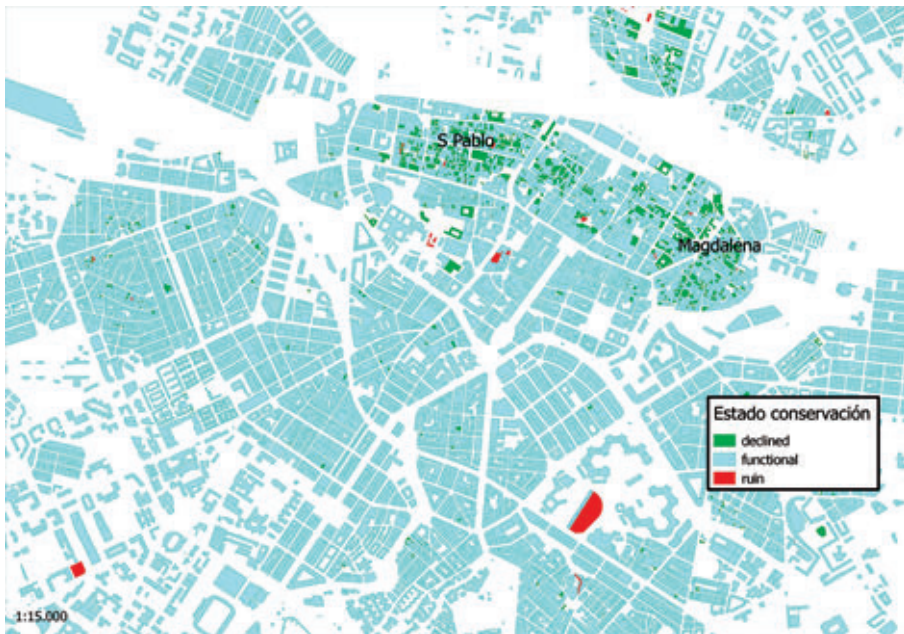 S Pablo
Magdalena
Estado conservación
declined
functional
ruin
1:15.000